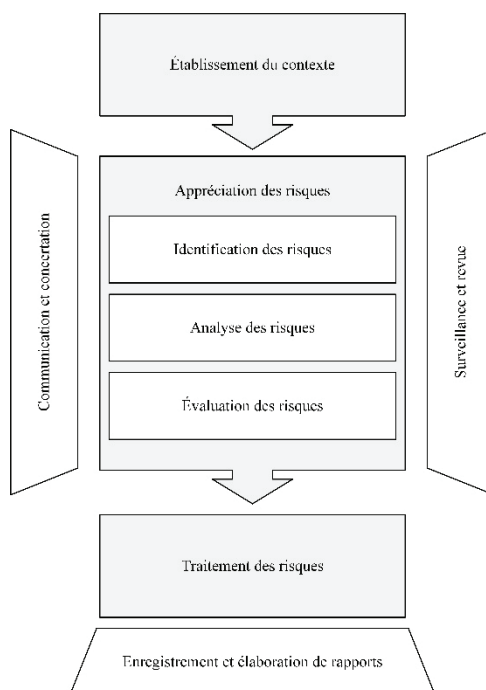 Établissement du contexte
Communication et concertation
Appréciation des risques
Identification des risques
Analyse des risques
Évaluation des risques
Surveillance et revue
Traitement des risques
Enregistrement et élaboration de rapports